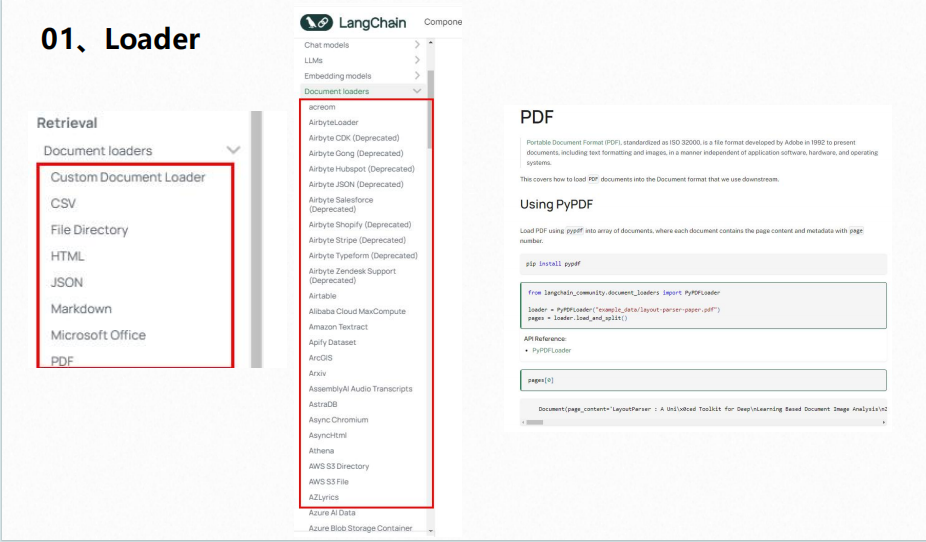 01、Loader
Retrieval
Document loaders
Custom Document Loader
CSV
File Directory
HTML
JSON
Markdown
Microsoft Office
PDF
LangChain
Compone
Chat models
LLMs
Embedding models
Document loaders
acreom
AirbyteLoader
Airbyte CDK (Deprecated)
Airbyte Gong (Deprecated)
Airbyte Hubspot (Deprecated)
Airbyte JSON (Deprecated)
Airbyte Salesforce
(Deprecated)
Airbyte Shopify (Deprecated)
Airbyte Stripe (Deprecated)
Airbyte Typeform (Deprecated)
Airbyte Zendesk Support
(Deprecated)
Airtable
Alibaba Cloud MaxCompute
Amazon Textract
Apify Dataset
ArcGIS
Arxiv
AssemblyAI Audio Transcripts
AstraDB
Async Chromium
AsyncHtml
Athena
AWS S3 Directory
AWS S3 File
AZLyrics
Azure AI Data
Azure Blob Storage Container
PDF
Portable Document Format (PDF), standardized as ISO 32000, is a file format developed by Adobe in 1992 to present
documents, including text formatting and images, in a manner independent of application software, hardware, and operating
systems.
This covers how to load PDF documents into the Document format that we use downstream.
Using PyPDF
Load PDF using pypdf into array of documents, where each document contains the page content and metadata with page
number.
pip install pypdf
from langchain_community.document_loaders import PyPDFLoader
loader = PyPDFLoader("example_data/layout-parser-paper.pdf")
pages = loader.load_and_split()
API Reference:
• PyPDFLoader
pages[0]
Document(page_content='LayoutParser : A Uni\x0ced Toolkit for Deep\nLearning Based Document Image Analysis\n2